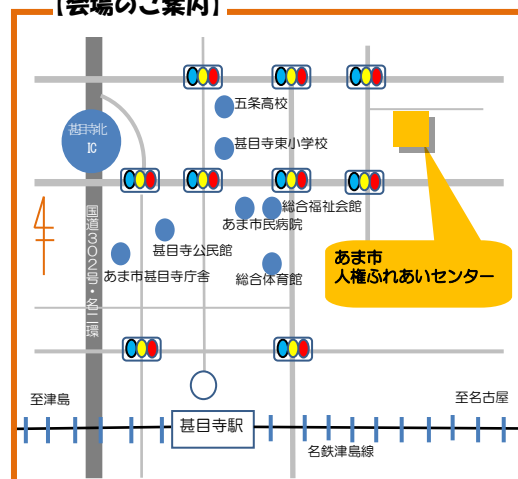 【会場のご案内】
五条高校
甚目寺北
IC
甚目寺東小学校
総合福祉会館
あま市民病院
甚目寺公民館
あま市甚目寺庁舎
総合体育館
国道302号・名二環
あま市
人権ふれあいセンター
至津島
至名古屋
甚目寺駅
名鉄津島線